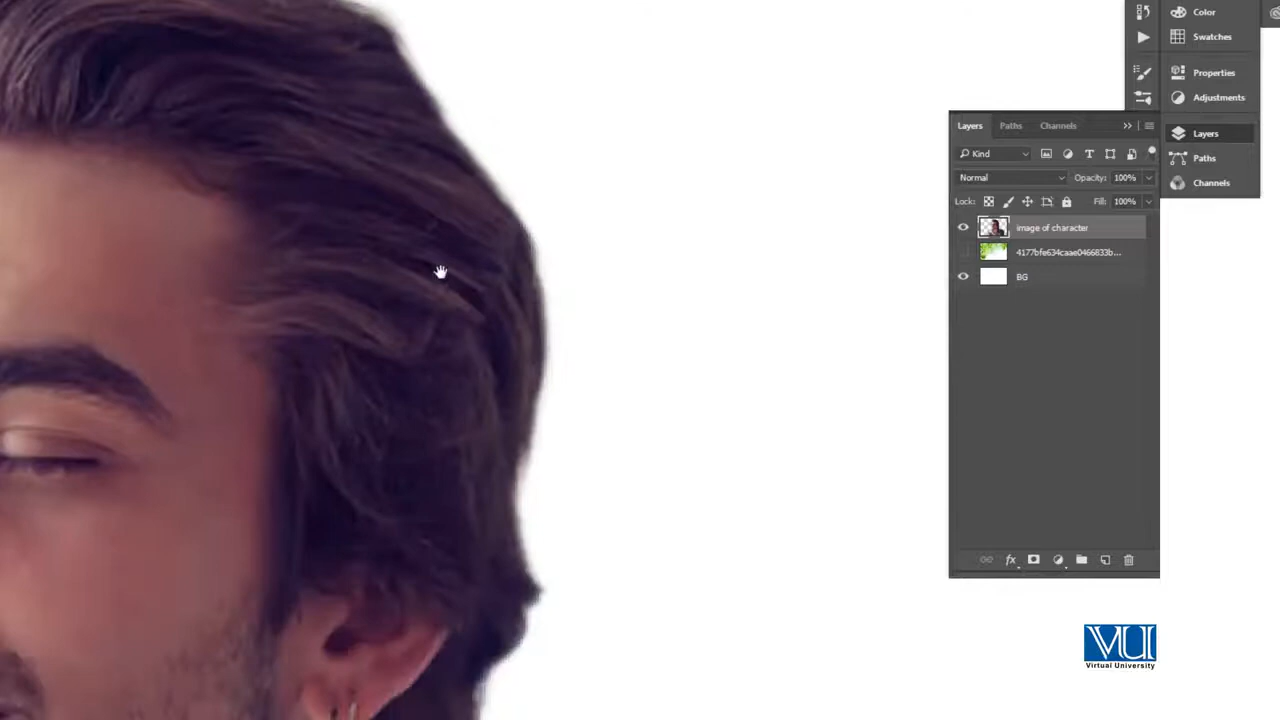 Color
Swatches
Properties
Adjustments
Layers
Paths
Channels
Layers Paths Channels
Kind
Normal Opacity: 100%
Lock: Fill: 100%
image of character
4177bfe634caae0466833b...
BG
fx
VU
Virtual University